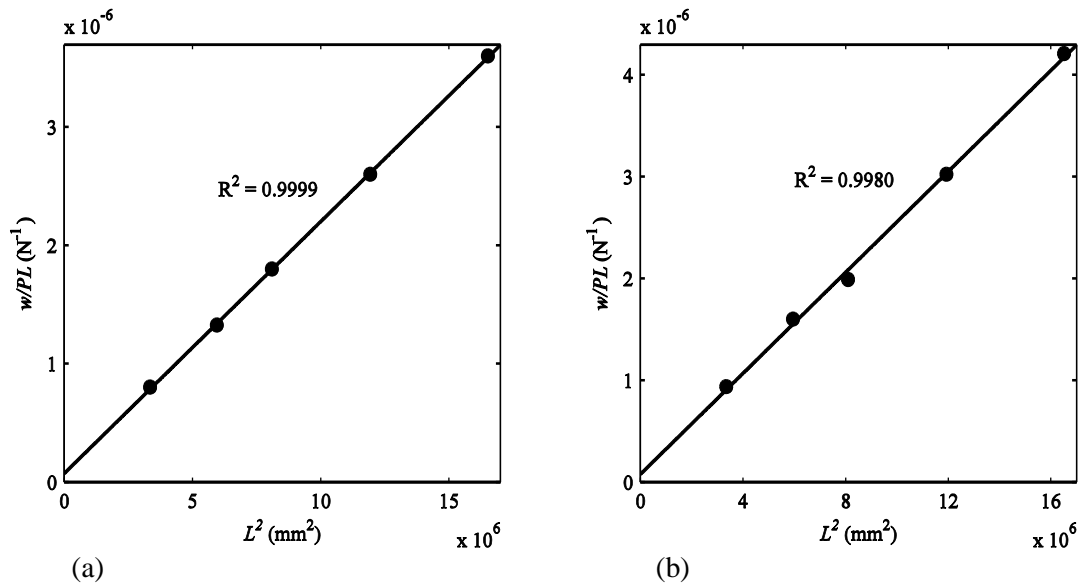 x 10^-6
3
2
1
0
w/PL (N^-1)
R^2 = 0.9999
0 5 10 15
L^2 (mm^2)
x 10^6
(a)
x 10^-6
4
3
2
1
0
w/PL (N^-1)
R^2 = 0.9980
0 4 8 12 16
L^2 (mm^2)
x 10^6
(b)